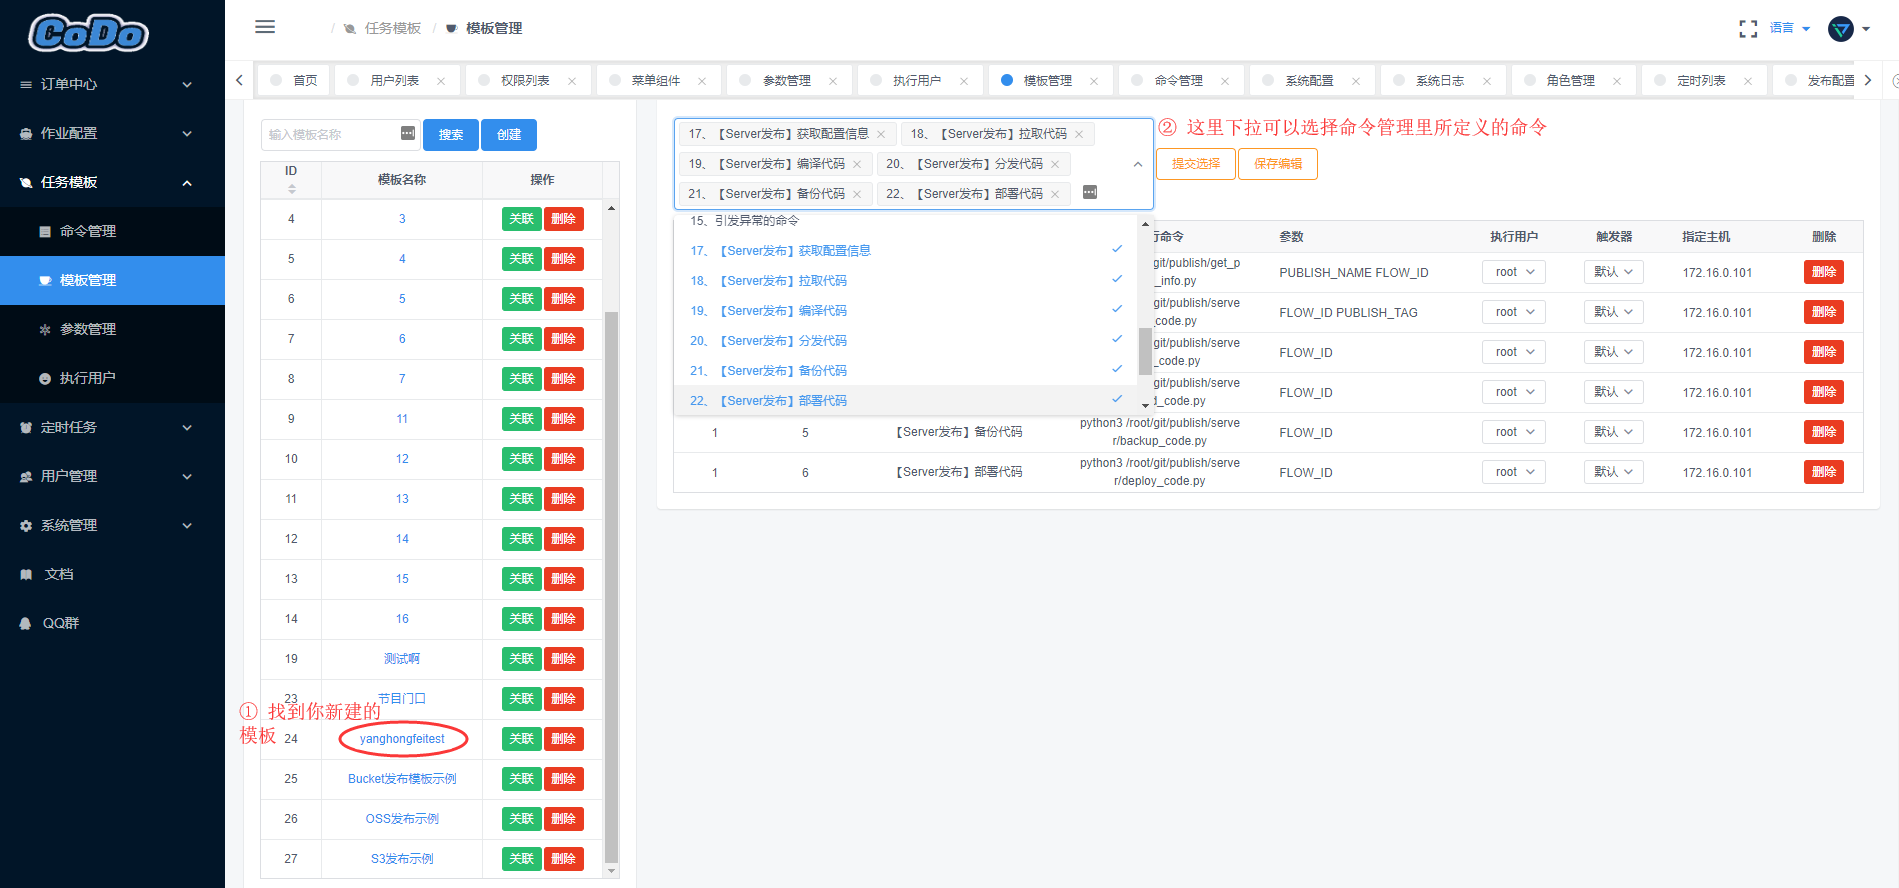 CoDo
订单中心
作业配置
任务模板
命令管理
模板管理
参数管理
执行用户
定时任务
用户管理
系统管理
文档
QQ群
/ 任务模板 / 模板管理
语言
首页 用户列表 权限列表 菜单组件 参数管理 执行用户 模板管理 命令管理 系统配置 系统日志 角色管理 定时列表 发布配置
输入模板名称 搜索 创建
ID 模板名称 操作
4 3 关联 删除
5 4 关联 删除
6 5 关联 删除
7 6 关联 删除
8 7 关联 删除
9 11 关联 删除
10 12 关联 删除
11 13 关联 删除
12 14 关联 删除
13 15 关联 删除
14 16 关联 删除
19 测试啊 关联 删除
23 节目门口 关联 删除
① 找到你新建的
模板
24 yanghongfeitest 关联 删除
25 Bucket发布模板示例 关联 删除
26 OSS发布示例 关联 删除
27 S3发布示例 关联 删除
17、【Server发布】获取配置信息 18、【Server发布】拉取代码
19、【Server发布】编译代码 20、【Server发布】分发代码
21、【Server发布】备份代码 22、【Server发布】部署代码
② 这里下拉可以选择命令管理里所定义的命令
提交选择 保存编辑
15、引发异常的命令
17、【Server发布】获取配置信息
18、【Server发布】拉取代码
19、【Server发布】编译代码
20、【Server发布】分发代码
21、【Server发布】备份代码
22、【Server发布】部署代码
行命令 参数 执行用户 触发器 指定主机 删除
git/publish/get_p
_info.py
PUBLISH_NAME FLOW_ID root 默认 172.16.0.101 删除
git/publish/serve
_code.py
FLOW_ID PUBLISH_TAG root 默认 172.16.0.101 删除
git/publish/serve
_code.py
FLOW_ID root 默认 172.16.0.101 删除
git/publish/serve
d_code.py
FLOW_ID root 默认 172.16.0.101 删除
1 5 【Server发布】备份代码
python3 /root/git/publish/serve
r/backup_code.py
FLOW_ID root 默认 172.16.0.101 删除
1 6 【Server发布】部署代码
python3 /root/git/publish/serve
r/deploy_code.py
FLOW_ID root 默认 172.16.0.101 删除